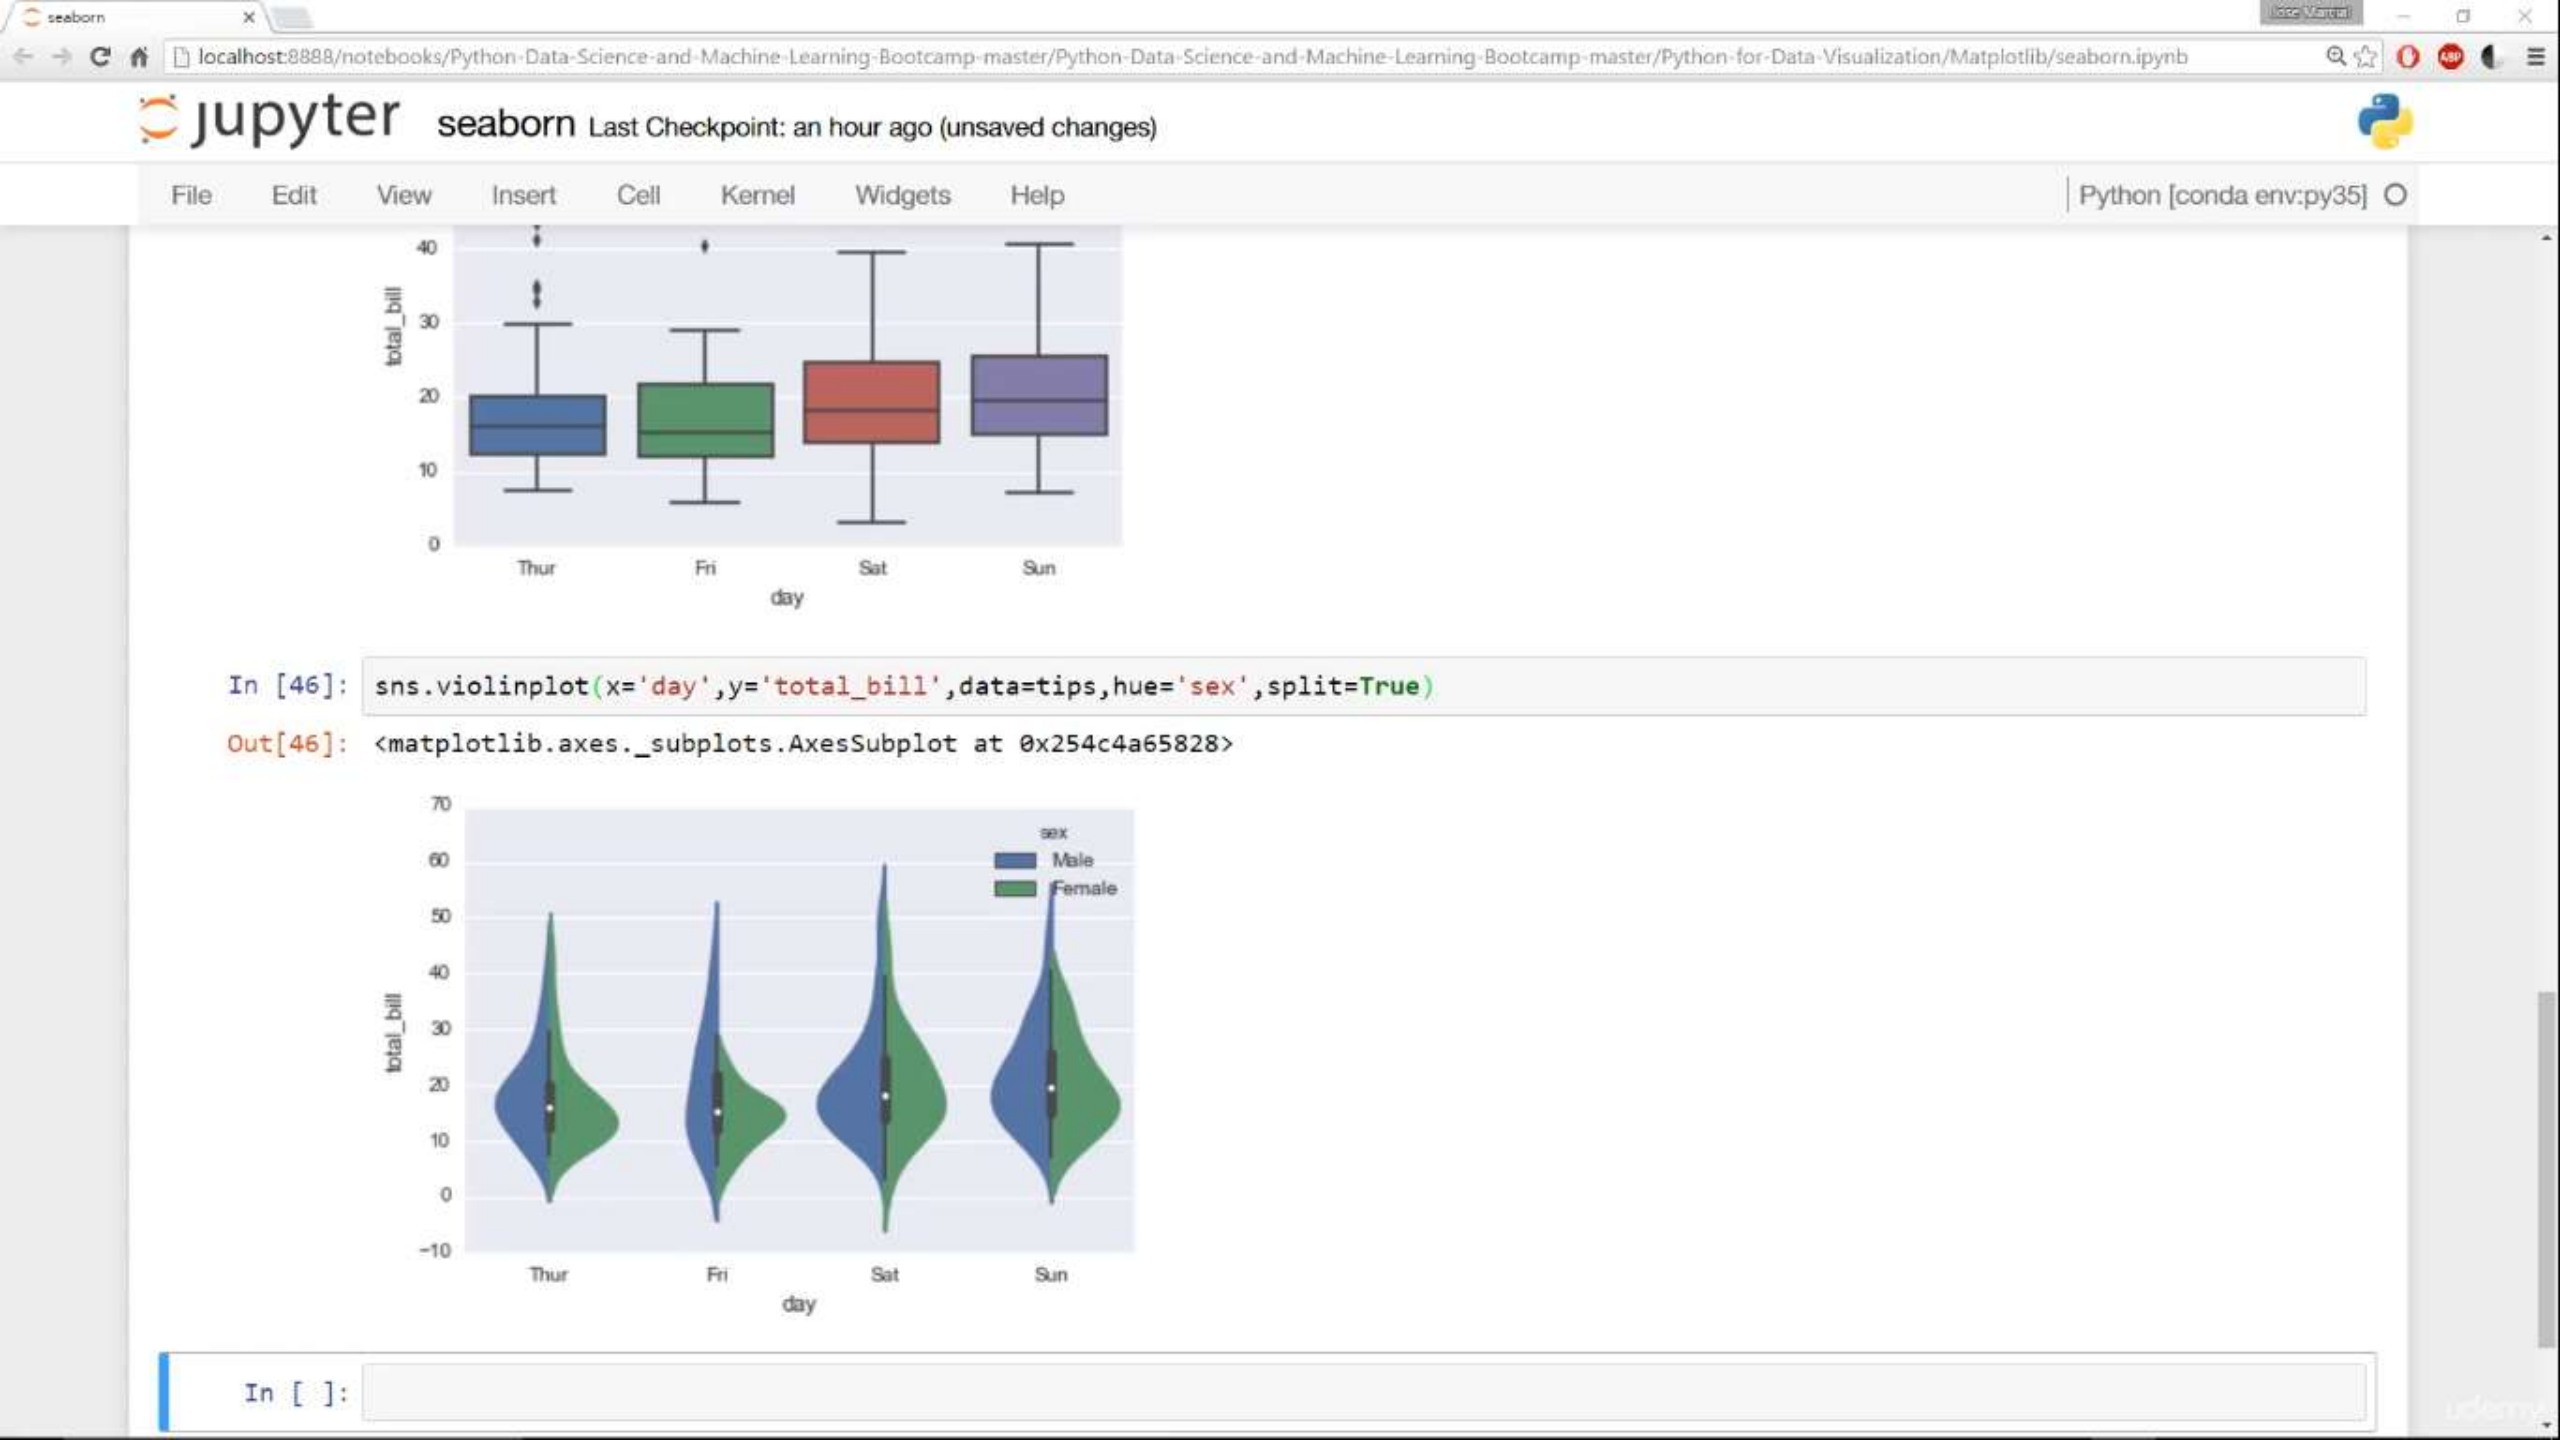 seaborn
Jose Marcial
localhost:8888/notebooks/Python-Data-Science-and-Machine-Learning-Bootcamp-master/Python-Data-Science-and-Machine-Learning-Bootcamp-master/Python-for-Data-Visualization/Matplotlib/seaborn.ipynb
ABP
jupyter seaborn Last Checkpoint: an hour ago (unsaved changes)
File Edit View Insert Cell Kernel Widgets Help Python [conda env:py35]
40
30
20
10
0
total_bill
Thur Fri Sat Sun
day
In [46]: sns.violinplot(x='day',y='total_bill',data=tips,hue='sex',split=True)
Out[46]: <matplotlib.axes._subplots.AxesSubplot at 0x254c4a65828>
70
60
50
40
30
20
10
0
−10
total_bill
sex
Male
Female
Thur Fri Sat Sun
day
In [ ]:
udemy